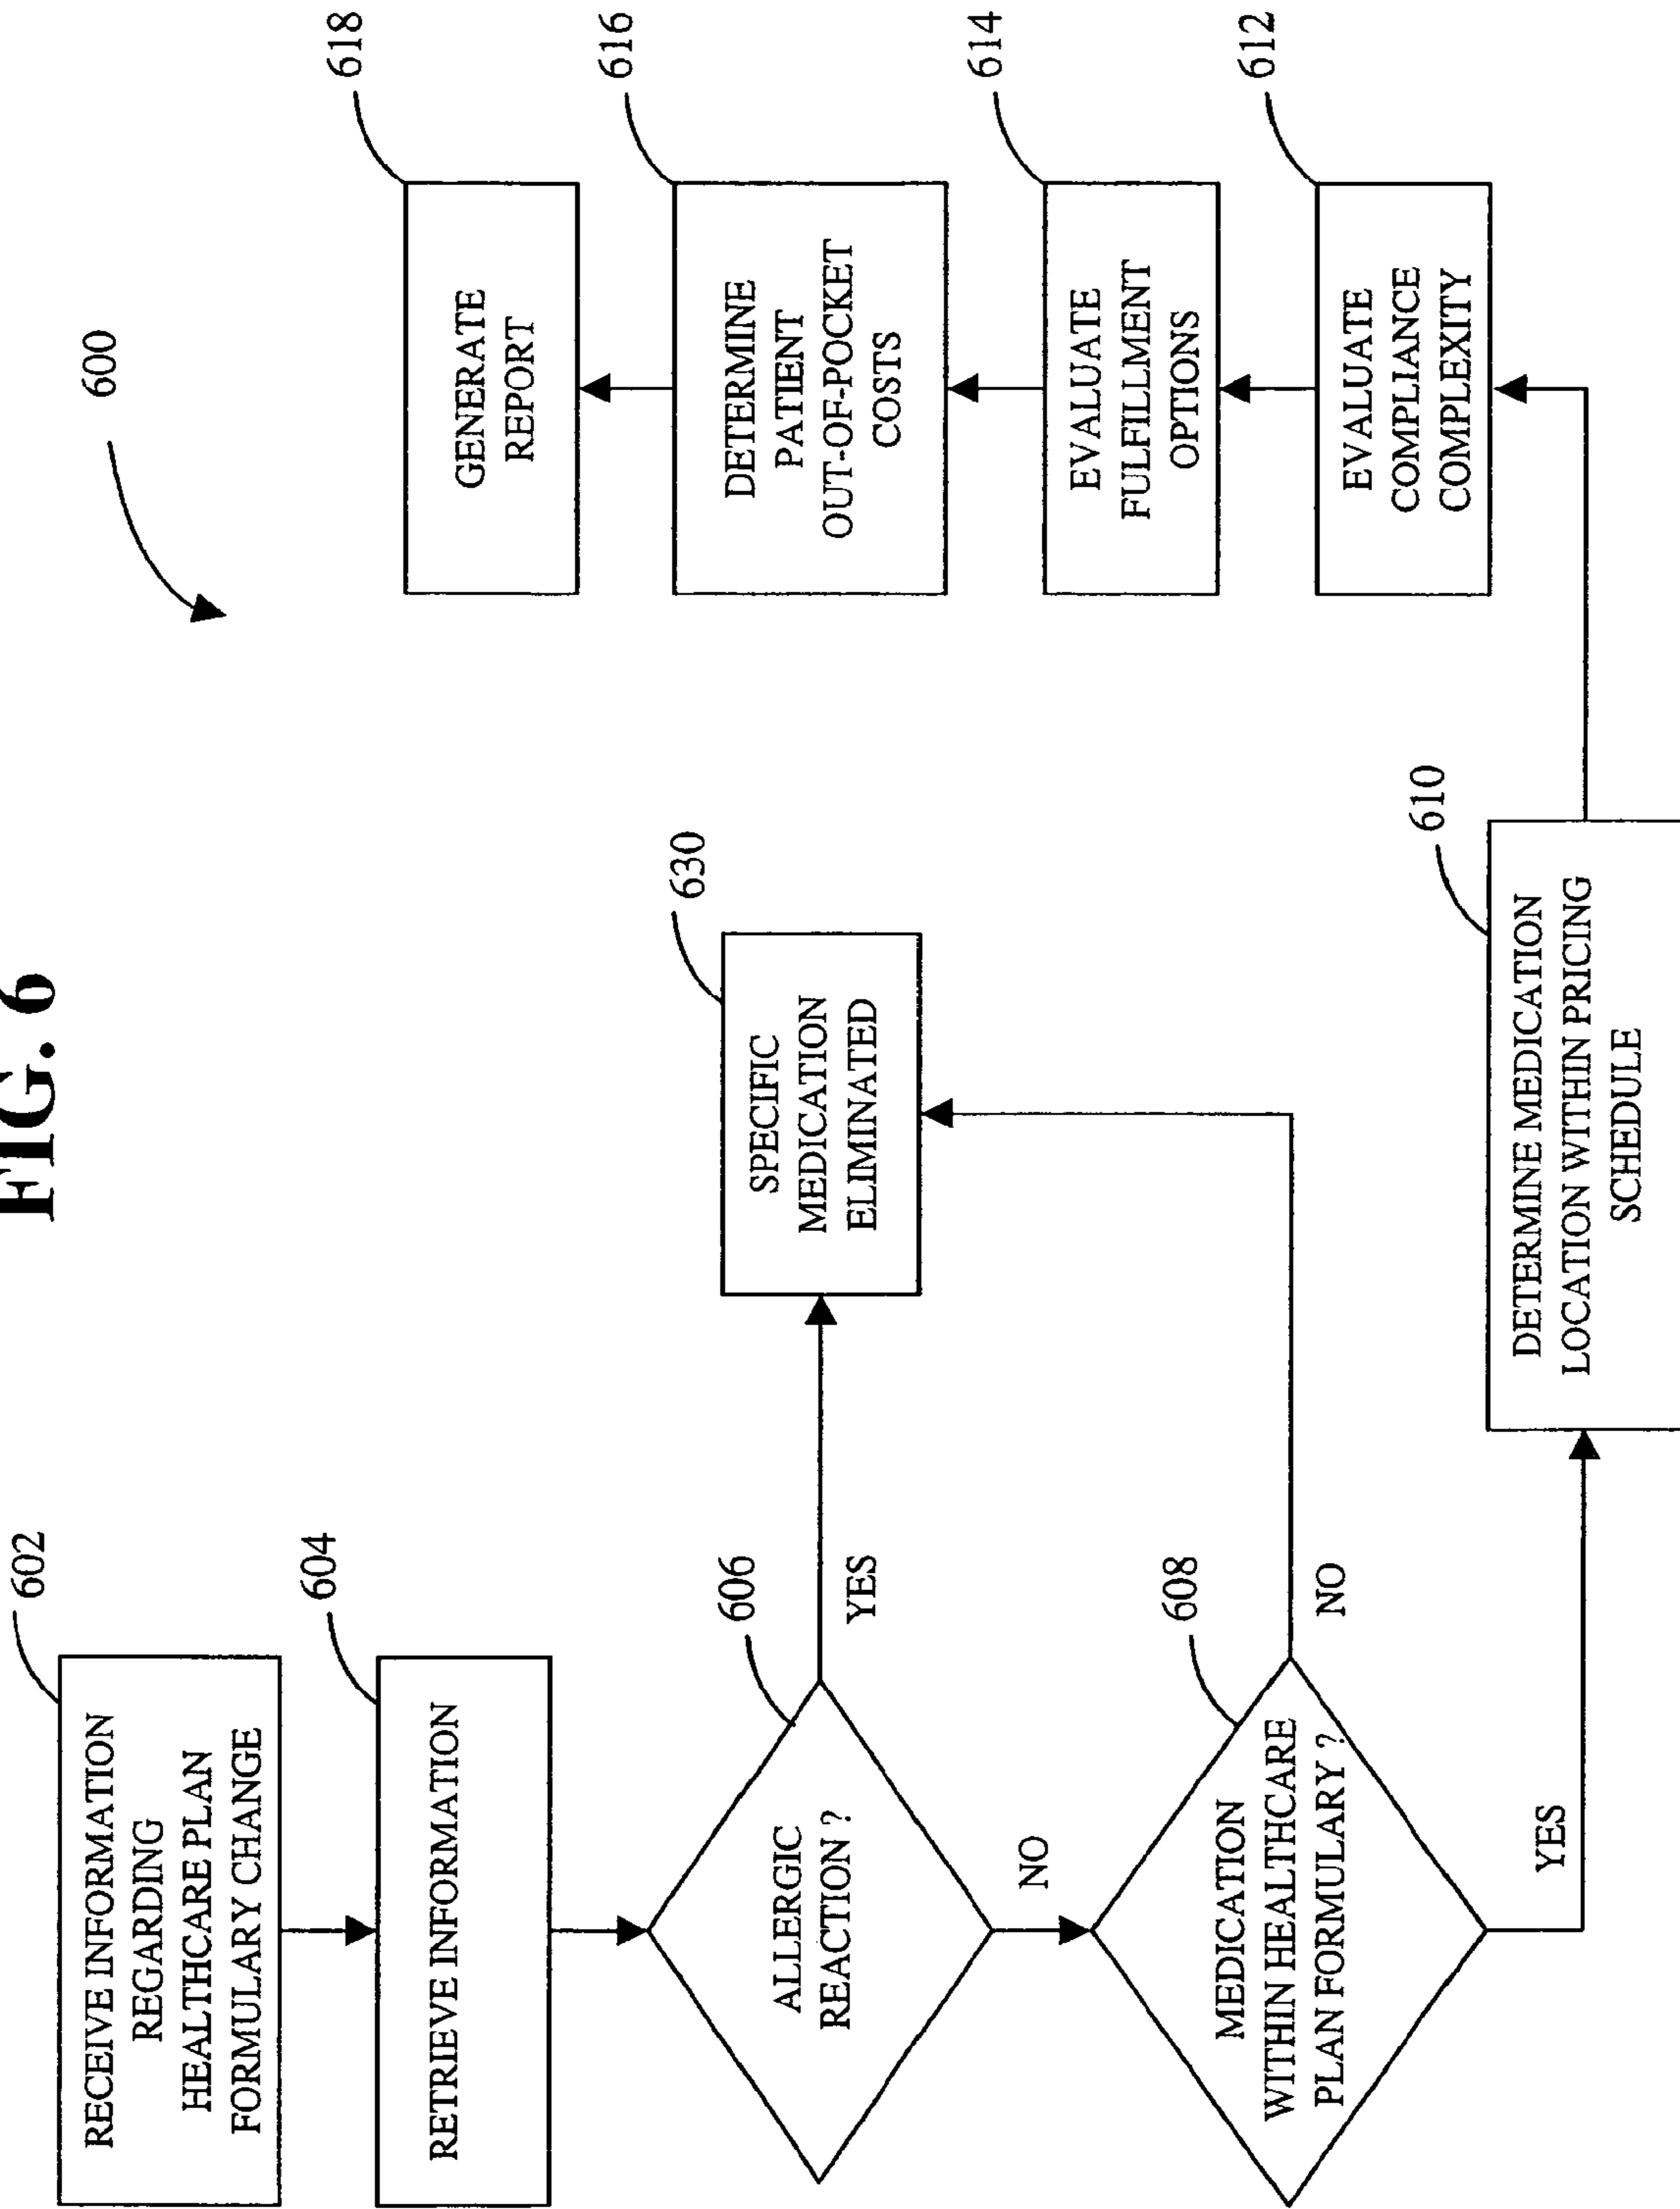 FIG. 6
600
602
RECEIVE INFORMATION
REGARDING
HEALTHCARE PLAN
FORMULARY CHANGE
604
RETRIEVE INFORMATION
606
ALLERGIC
REACTION ?
YES
NO
630
SPECIFIC
MEDICATION
ELIMINATED
608
MEDICATION
WITHIN HEALTHCARE
PLAN FORMULARY ?
NO
YES
610
DETERMINE MEDICATION
LOCATION WITHIN PRICING
SCHEDULE
612
EVALUATE
COMPLIANCE
COMPLEXITY
614
EVALUATE
FULFILLMENT
OPTIONS
616
DETERMINE
PATIENT
OUT-OF-POCKET
COSTS
618
GENERATE
REPORT